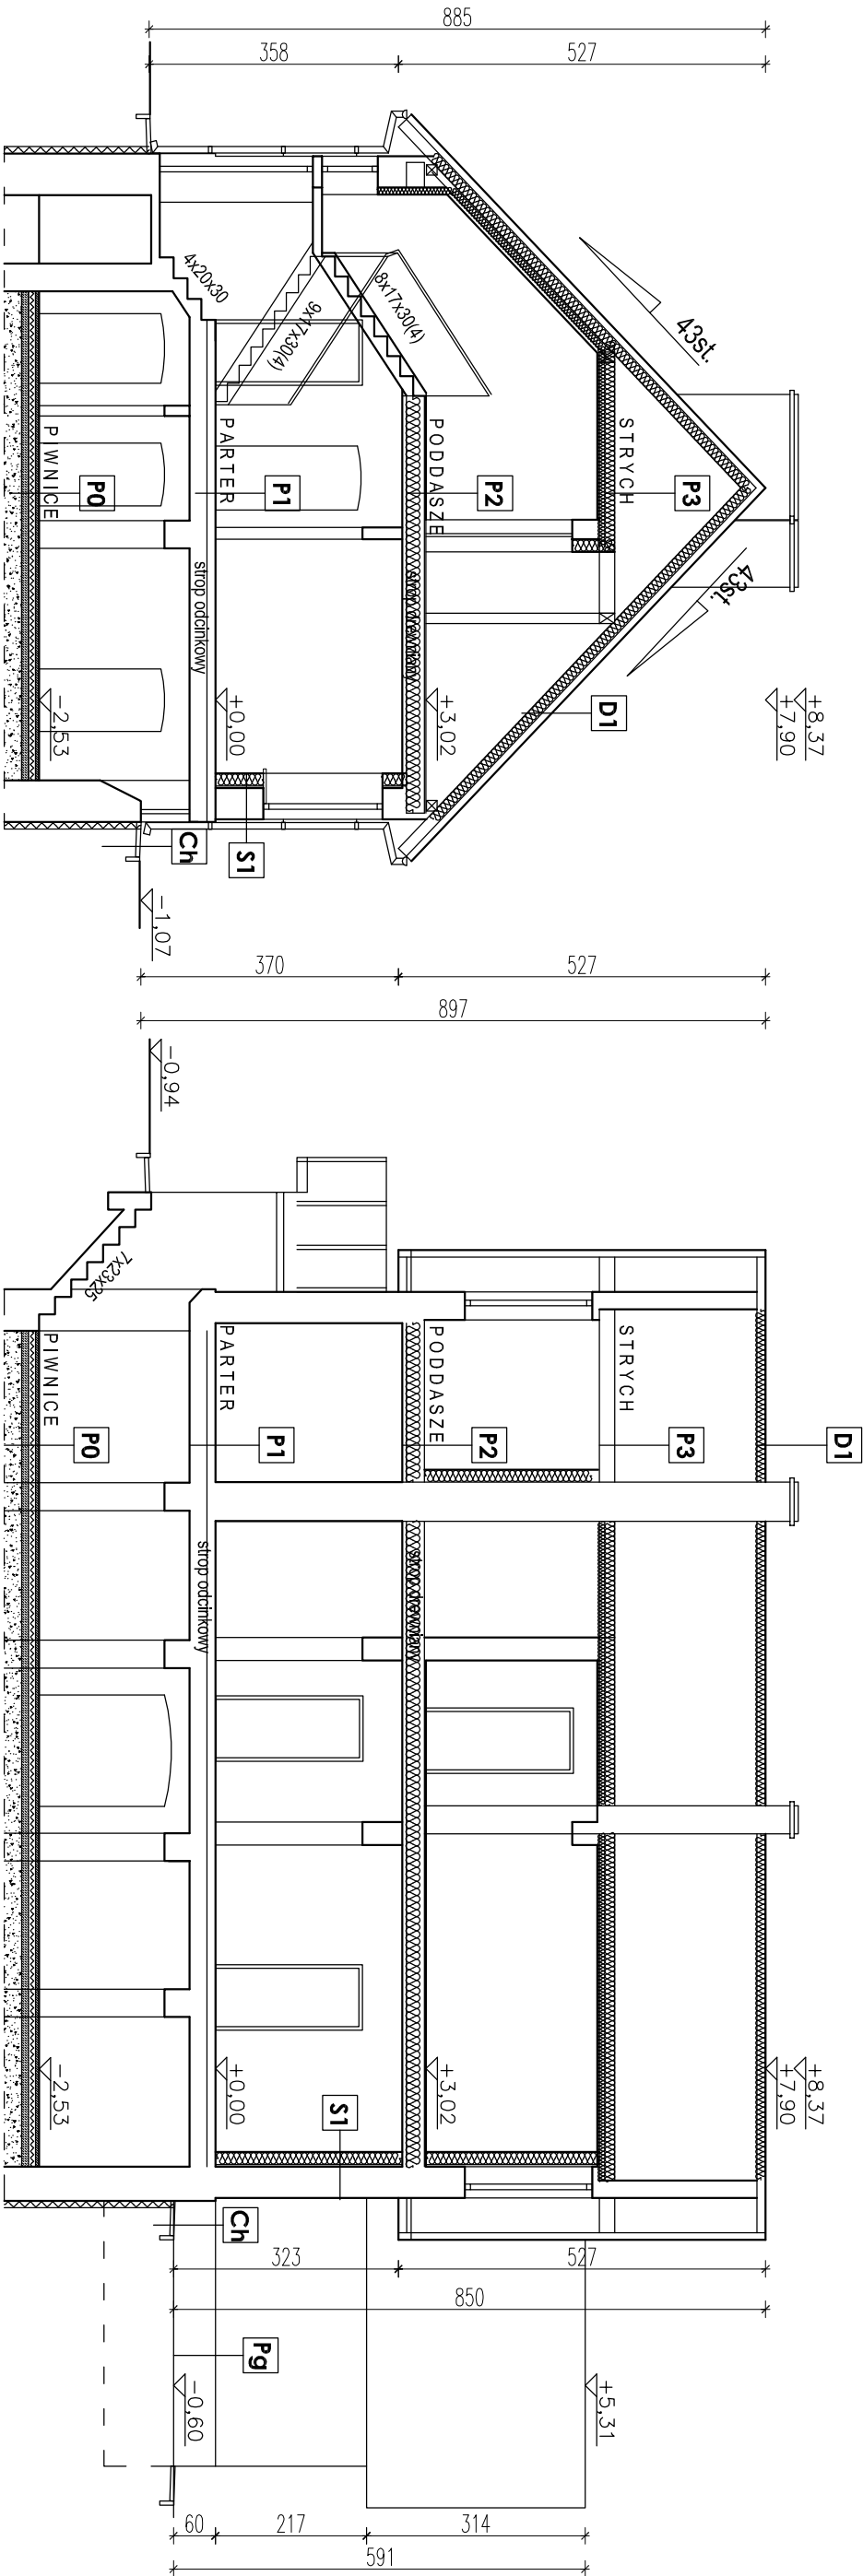 885
358
527
4x20x30
9x17x30(4)
8x17x30(4)
43st.
43st.
STRYCH
P3
PODDASZE
P2
PARTER
P1
PIWNICE
P0
strop odcinkowy
strop drewniany
D1
+8,37
+7,90
+3,02
+0,00
-2,53
S1
Ch
-1,07
370
527
897
-0,94
7x23x25
D1
STRYCH
P3
PODDASZE
P2
PARTER
P1
PIWNICE
P0
strop odcinkowy
strop drewniany
+8,37
+7,90
+3,02
+0,00
-2,53
S1
Ch
323
527
850
Pg
-0,60
+5,31
60
217
314
591